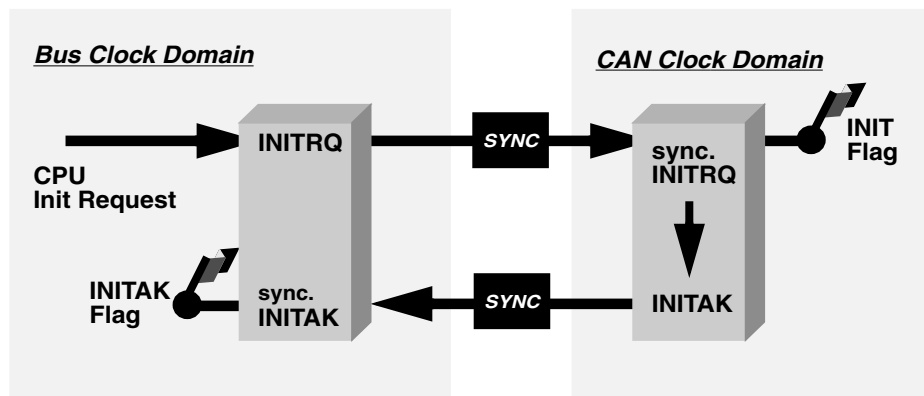 Bus Clock Domain
CAN Clock Domain
CPU
Init Request
INITRQ
SYNC
sync.
INITRQ
INIT
Flag
INITAK
Flag
sync.
INITAK
SYNC
INITAK